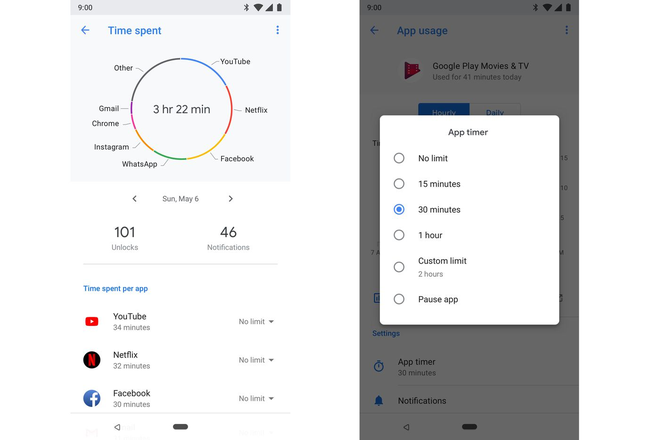 9:00
Time spent
YouTube
Other
Gmail
Netflix
3 hr 22 min
Chrome
Instagram
Facebook
WhatsApp
Sun, May 6
101
46
Unlocks
Notifications
Time spent per app
YouTube
34 minutes
No limit
Netflix
32 minutes
No limit
Facebook
30 minutes
No limit
9:00
App usage
Google Play Movies & TV
Used for 41 minutes today
Hourly
Daily
App timer
No limit
15 minutes
30 minutes
1 hour
Custom limit
2 hours
Pause app
15
10
5
7 A
M
Settings
App timer
30 minutes
Notifications